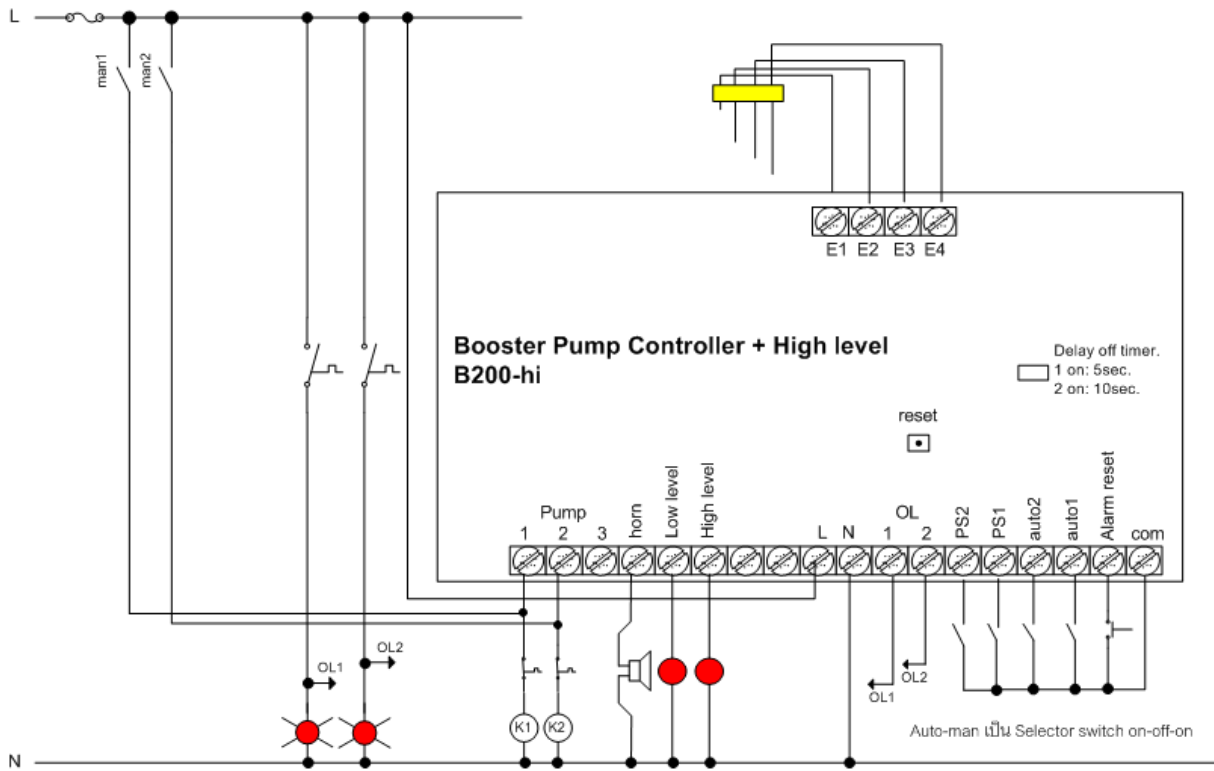 L
man1
man2
E1 E2 E3 E4
Booster Pump Controller + High level
B200-hi
Delay off timer.
1 on: 5sec.
2 on: 10sec.
reset
Pump
1 2 3
horn
Low level
High level
L N
OL
1 2
PS2
PS1
auto2
auto1
Alarm reset
com
OL1
OL2
OL1
OL2
K1
K2
Auto-man เป็น Selector switch on-off-on
N